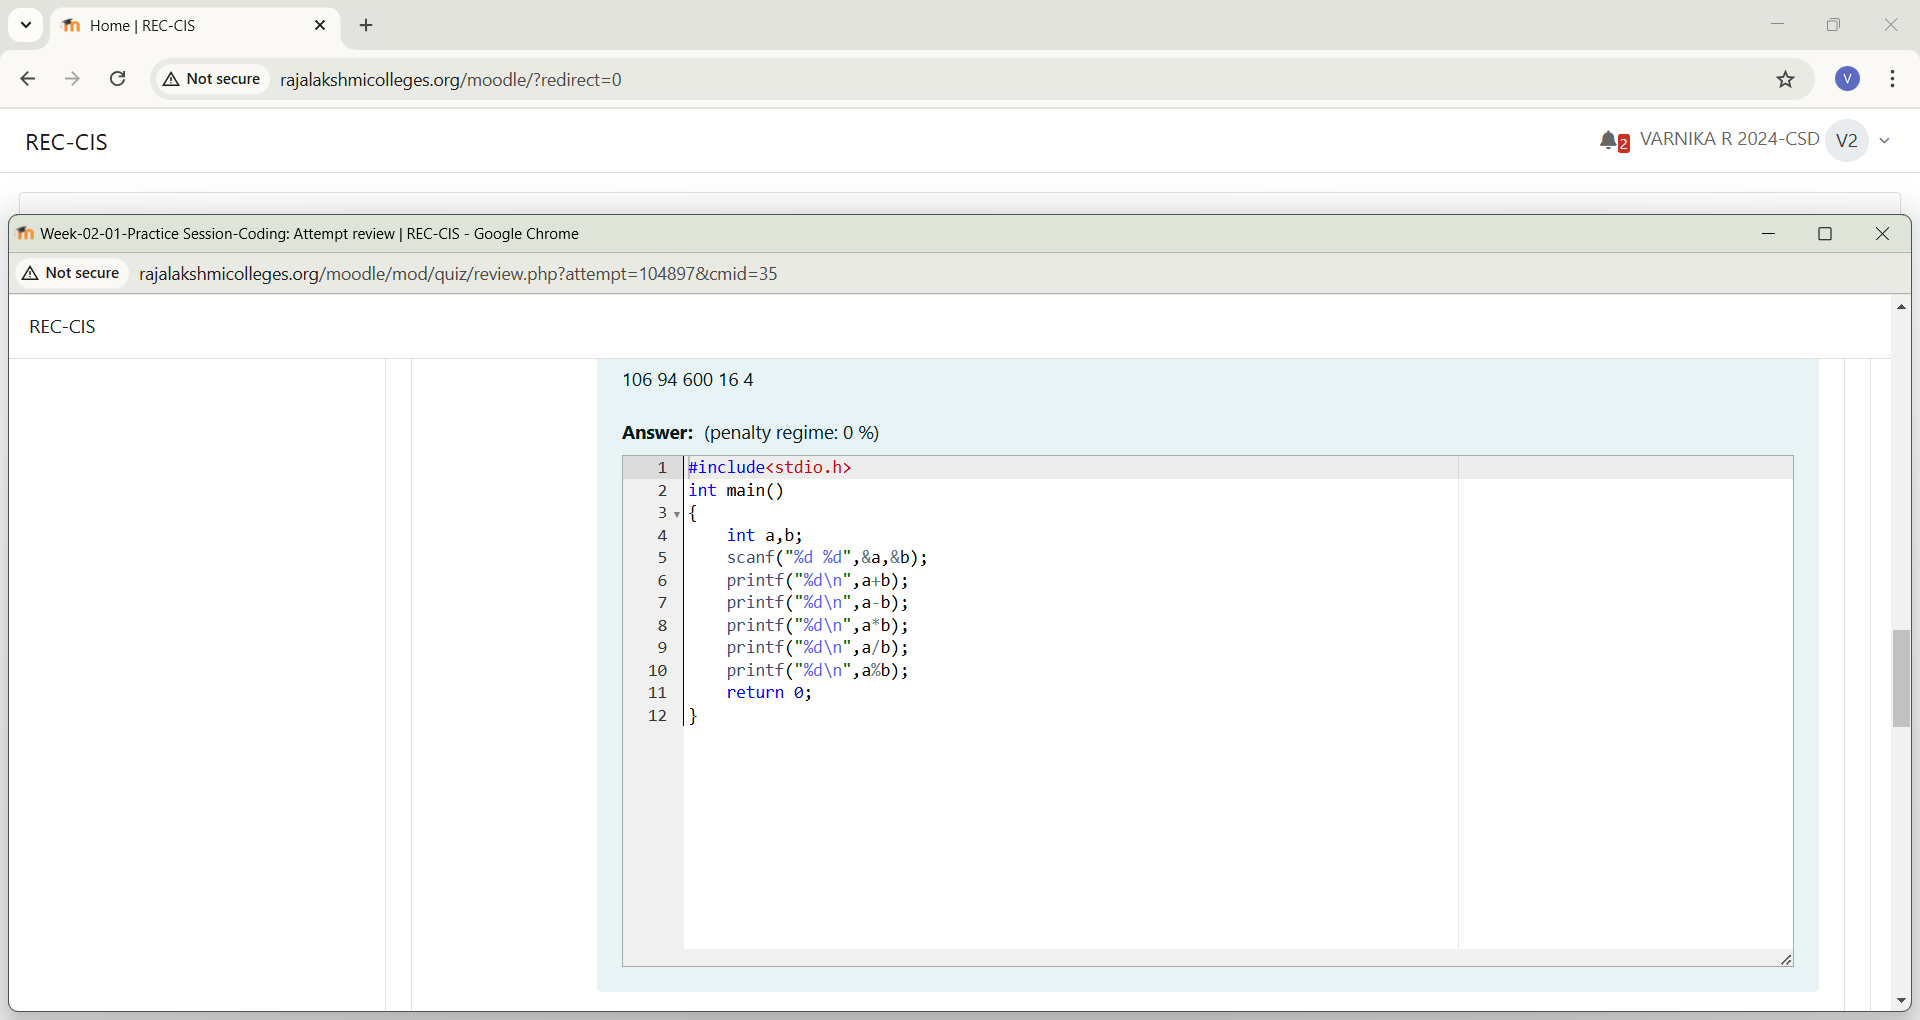 Home | REC-CIS
Not secure
rajalakshmicolleges.org/moodle/?redirect=0
V
REC-CIS
2
VARNIKA R 2024-CSD
V2
Week-02-01-Practice Session-Coding: Attempt review | REC-CIS - Google Chrome
Not secure
rajalakshmicolleges.org/moodle/mod/quiz/review.php?attempt=104897&cmid=35
REC-CIS
106 94 600 16 4
Answer: (penalty regime: 0 %)
1 #include<stdio.h>
2 int main()
3 {
4 int a,b;
5 scanf("%d %d",&a,&b);
6 printf("%d\n",a+b);
7 printf("%d\n",a-b);
8 printf("%d\n",a*b);
9 printf("%d\n",a/b);
10 printf("%d\n",a%b);
11 return 0;
12 }